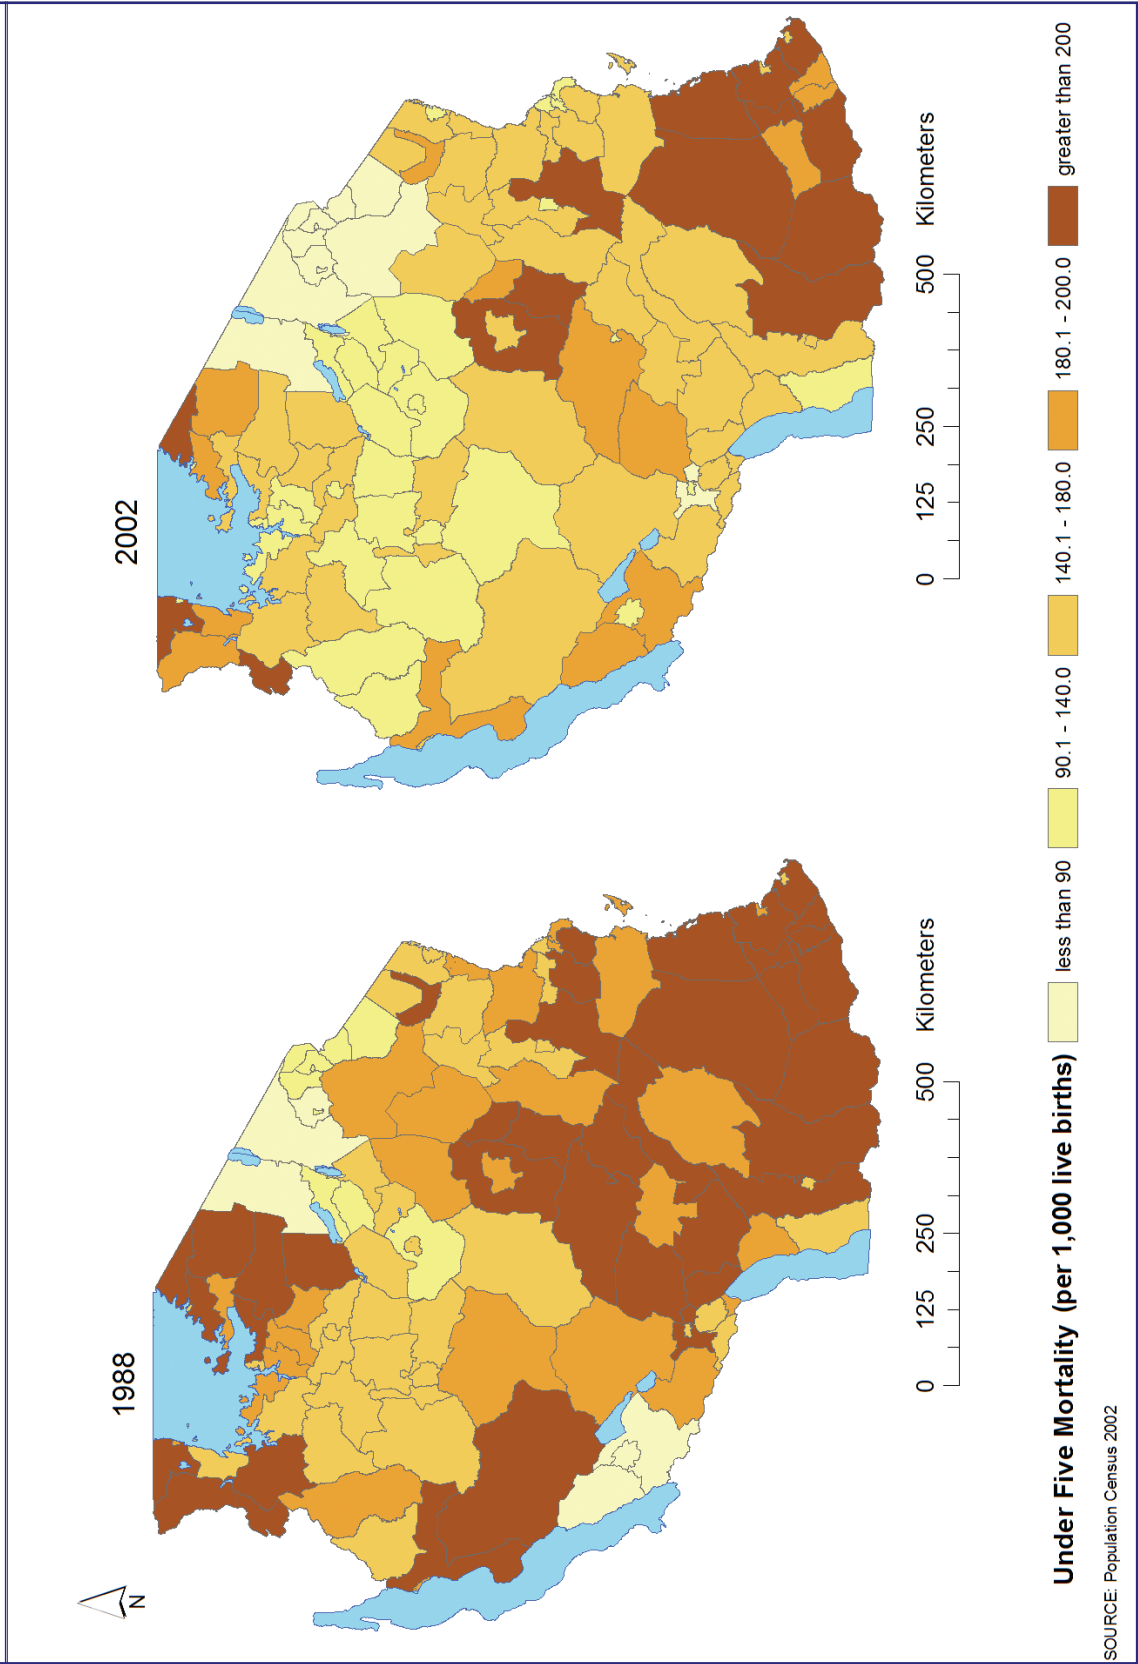 1988
2002
N
0 125 250 500 Kilometers
0 125 250 500 Kilometers
Under Five Mortality (per 1,000 live births)
less than 90
90.1 - 140.0
140.1 - 180.0
180.1 - 200.0
greater than 200
SOURCE: Population Census 2002